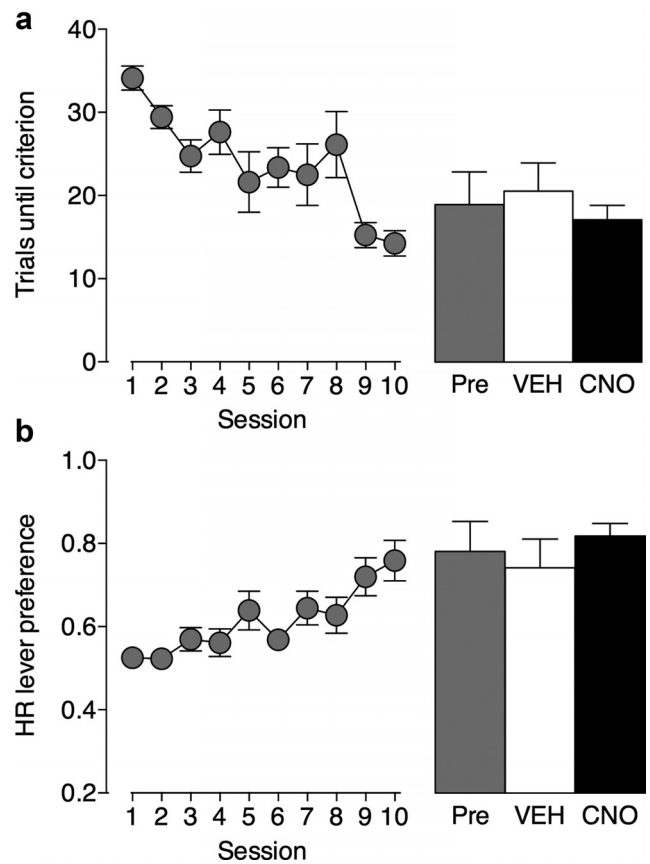 a
Trials until criterion
40
30
20
10
0
1 2 3 4 5 6 7 8 9 10
Session
Pre VEH CNO
b
HR lever preference
1.0
0.8
0.6
0.4
0.2
1 2 3 4 5 6 7 8 9 10
Session
Pre VEH CNO